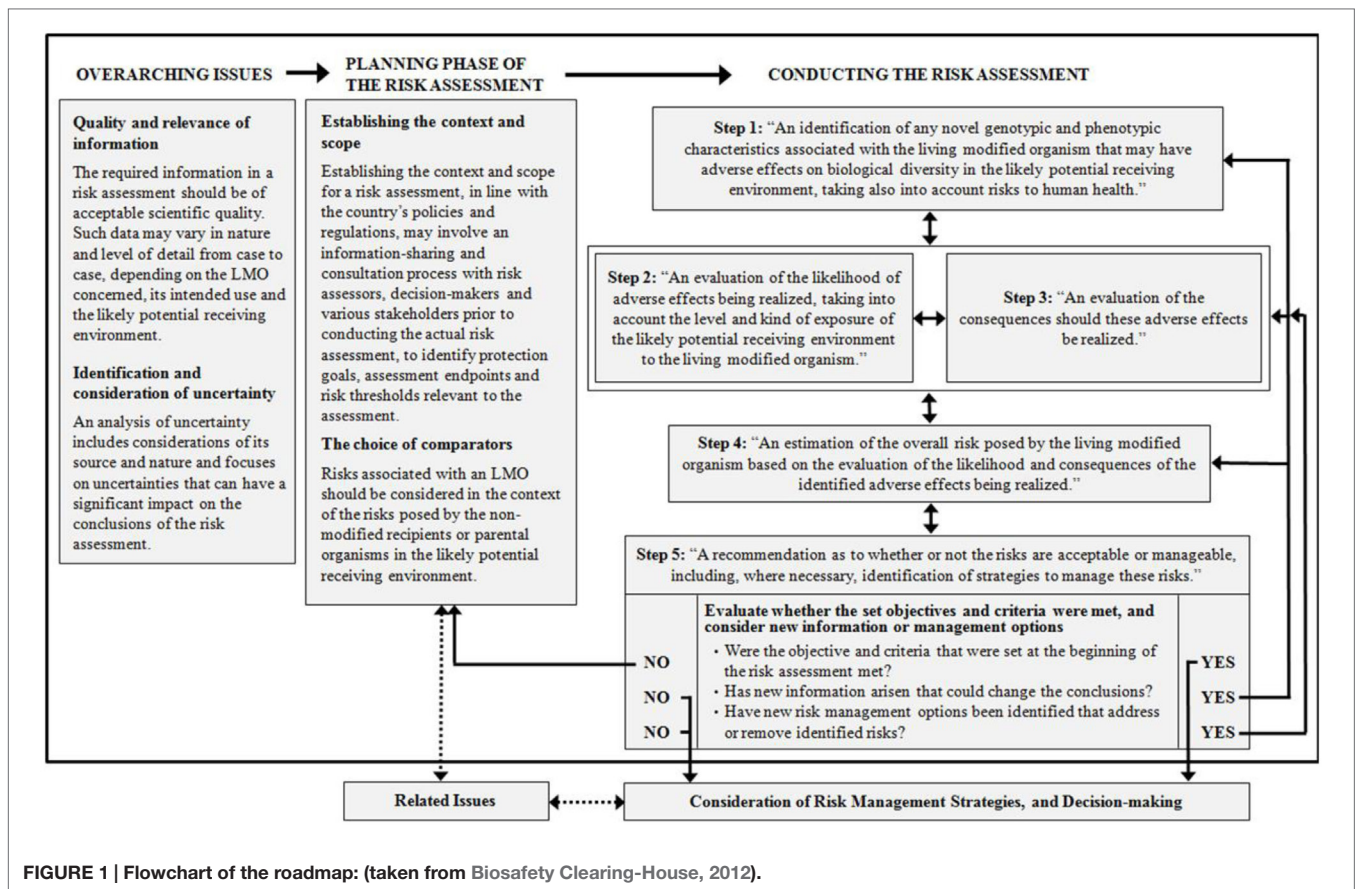 OVERARCHING ISSUES
PLANNING PHASE OF
THE RISK ASSESSMENT
CONDUCTING THE RISK ASSESSMENT
Quality and relevance of
information
The required information in a
risk assessment should be of
acceptable scientific quality.
Such data may vary in nature
and level of detail from case to
case, depending on the LMO
concerned, its intended use and
the likely potential receiving
environment.
Identification and
consideration of uncertainty
An analysis of uncertainty
includes considerations of its
source and nature and focuses
on uncertainties that can have a
significant impact on the
conclusions of the risk
assessment.
Establishing the context and
scope
Establishing the context and scope
for a risk assessment, in line with
the country's policies and
regulations, may involve an
information-sharing and
consultation process with risk
assessors, decision-makers and
various stakeholders prior to
conducting the actual risk
assessment, to identify protection
goals, assessment endpoints and
risk thresholds relevant to the
assessment.
The choice of comparators
Risks associated with an LMO
should be considered in the context
of the risks posed by the non-
modified recipients or parental
organisms in the likely potential
receiving environment.
Step 1: “An identification of any novel genotypic and phenotypic
characteristics associated with the living modified organism that may have
adverse effects on biological diversity in the likely potential receiving
environment, taking also into account risks to human health.”
Step 2: “An evaluation of the likelihood of
adverse effects being realized, taking into
account the level and kind of exposure of
the likely potential receiving environment
to the living modified organism.”
Step 3: “An evaluation of the
consequences should these adverse effects
be realized.”
Step 4: “An estimation of the overall risk posed by the living modified
organism based on the evaluation of the likelihood and consequences of the
identified adverse effects being realized.”
Step 5: “A recommendation as to whether or not the risks are acceptable or manageable,
including, where necessary, identification of strategies to manage these risks.”
Evaluate whether the set objectives and criteria were met, and
consider new information or management options
• Were the objective and criteria that were set at the beginning of
the risk assessment met?
• Has new information arisen that could change the conclusions?
• Have new risk management options been identified that address
or remove identified risks?
NO
NO
NO
YES
YES
YES
Related Issues
Consideration of Risk Management Strategies, and Decision-making
FIGURE 1 | Flowchart of the roadmap: (taken from Biosafety Clearing-House, 2012).